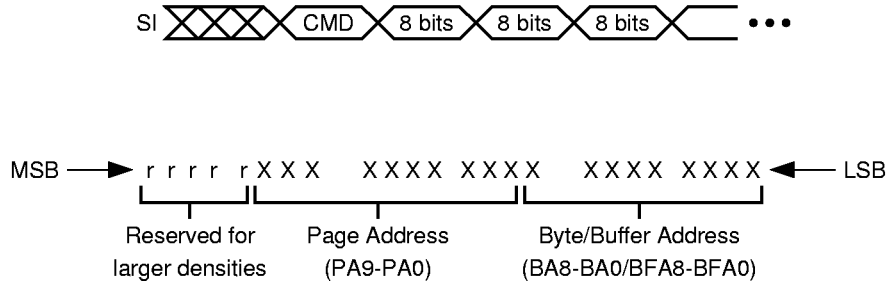 SI CMD 8 bits 8 bits 8 bits
MSB r r r r r X X X X X X X X X X X X X X X X X X X LSB
Reserved for Page Address Byte/Buffer Address
larger densities (PA9-PA0) (BA8-BA0/BFA8-BFA0)